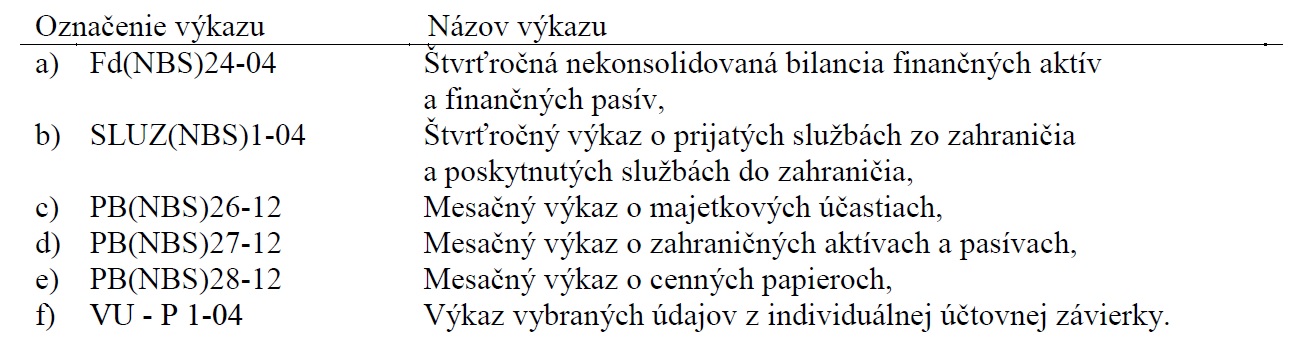 Označenie výkazu Názov výkazu
a) Fd(NBS)24-04 Štvrťročná nekonsolidovaná bilancia finančných aktív
a finančných pasív,
b) SLUZ(NBS)1-04 Štvrťročný výkaz o prijatých službách zo zahraničia
a poskytnutých službách do zahraničia,
c) PB(NBS)26-12 Mesačný výkaz o majetkových účastiach,
d) PB(NBS)27-12 Mesačný výkaz o zahraničných aktívach a pasívach,
e) PB(NBS)28-12 Mesačný výkaz o cenných papieroch,
f) VU - P 1-04 Výkaz vybraných údajov z individuálnej účtovnej závierky.